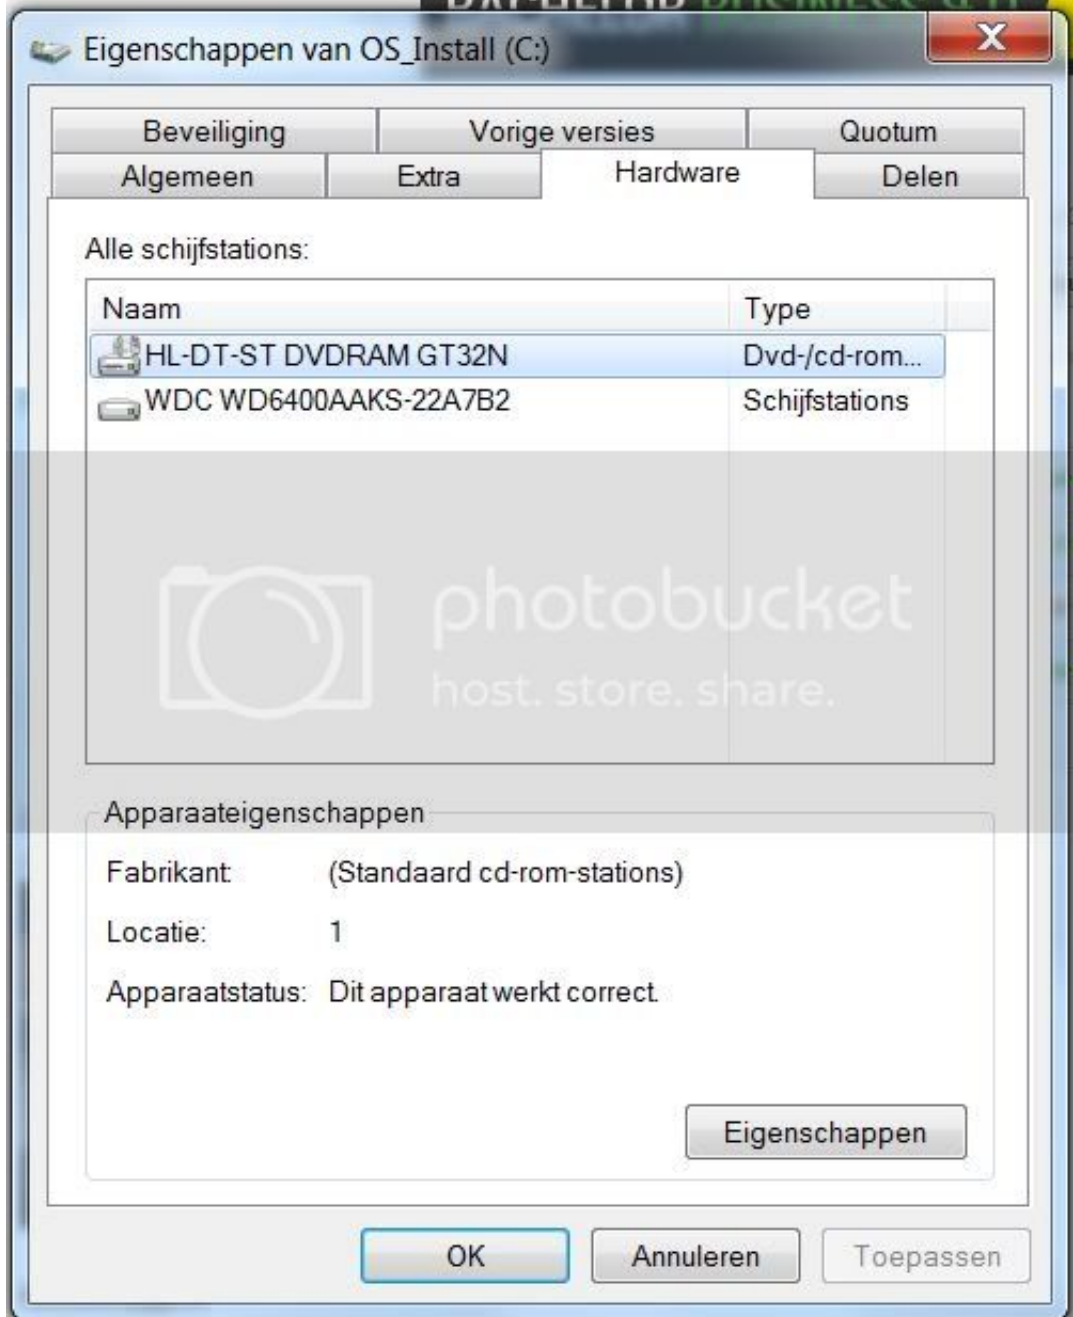 BACHELOR BUSINESS
Eigenschappen van OS_Install (C:)
Beveiliging Vorige versies Quotum
Algemeen Extra Hardware Delen
Alle schijfstations:
Naam Type
HL-DT-ST DVDRAM GT32N Dvd-/cd-rom...
WDC WD6400AAKS-22A7B2 Schijfstations
photobucket
host. store. share.
Apparaateigenschappen
Fabrikant: (Standaard cd-rom-stations)
Locatie: 1
Apparaatstatus: Dit apparaat werkt correct.
Eigenschappen
OK Annuleren Toepassen